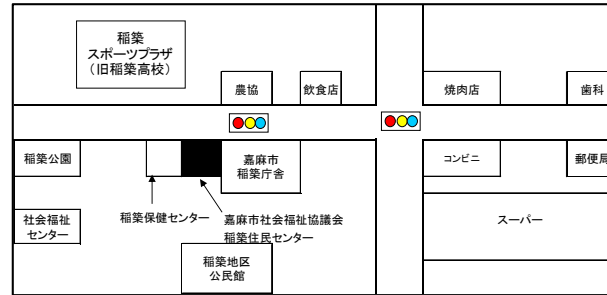 稲築
スポーツプラザ
（旧稲築高校）
農協
飲食店
焼肉店
歯科
稲築公園
嘉麻市
稲築庁舎
コンビニ
郵便局
社会福祉
センター
稲築保健センター
嘉麻市社会福祉協議会
稲築住民センター
スーパー
稲築地区
公民館